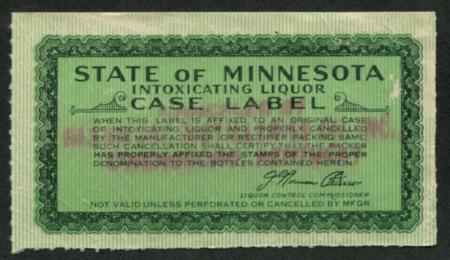 STATE OF MINNESOTA
INTOXICATING LIQUOR
CASE LABEL
WHEN THIS LABEL IS AFFIXED TO AN ORIGINAL CASE
OF INTOXICATING LIQUOR AND PROPERLY CANCELLED
BY THE MANUFACTURER OR RECTIFIER PACKING SAME,
SUCH CANCELLATION SHALL CERTIFY THAT THE PACKER
HAS PROPERLY AFFIXED THE STAMPS OF THE PROPER
DENOMINATION TO THE BOTTLES CONTAINED HEREIN.
LIQUOR CONTROL COMMISSIONER
NOT VALID UNLESS PERFORATED OR CANCELLED BY MFGR